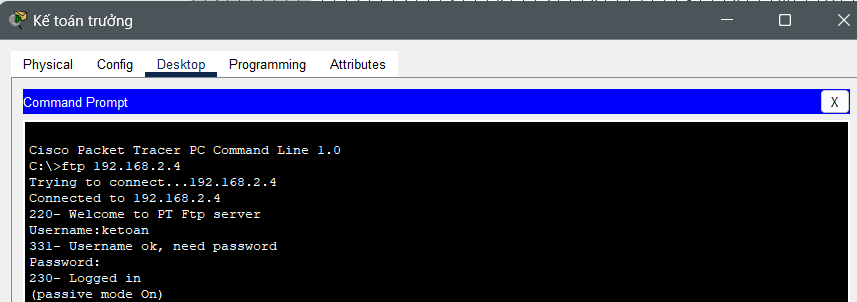 Kế toán trưởng
Physical Config Desktop Programming Attributes
Command Prompt X
Cisco Packet Tracer PC Command Line 1.0
C:\>ftp 192.168.2.4
Trying to connect...192.168.2.4
Connected to 192.168.2.4
220- Welcome to PT Ftp server
Username:ketoan
331- Username ok, need password
Password:
230- Logged in
(passive mode On)